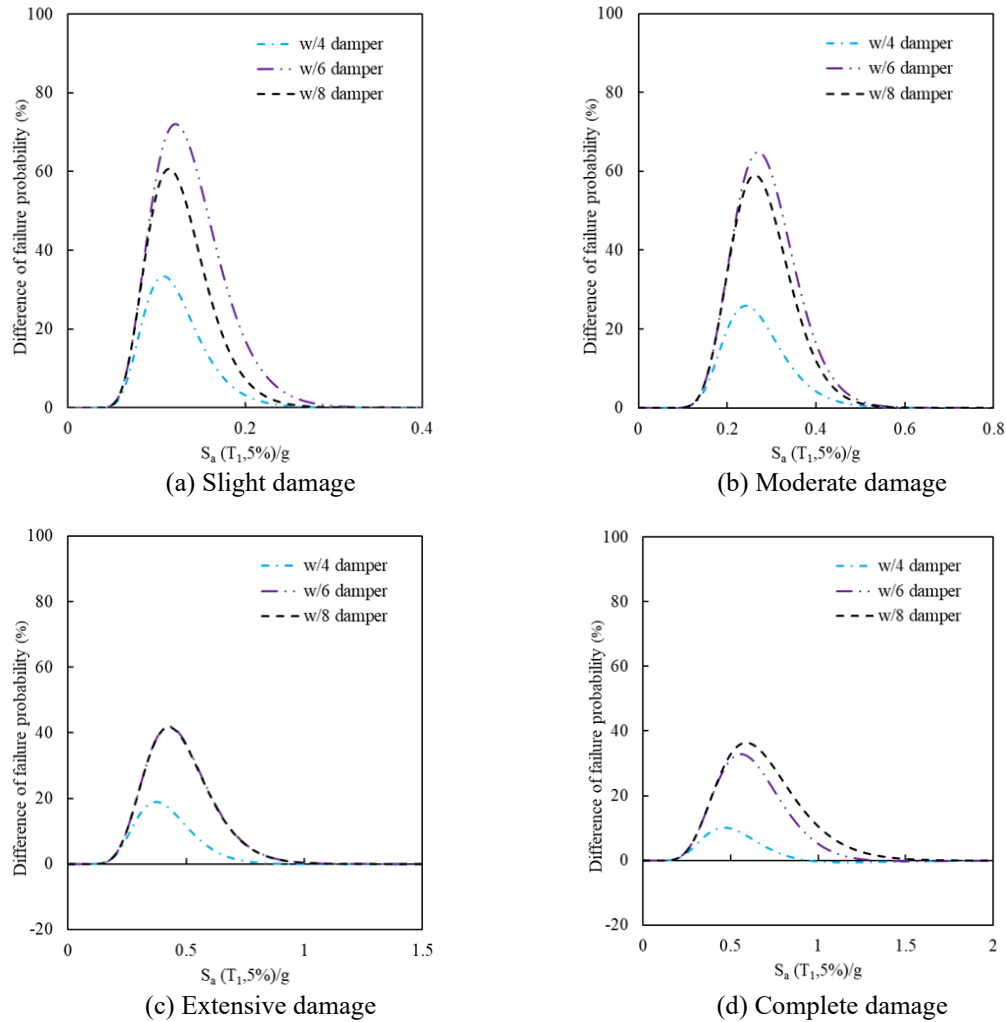 100
80
60
40
20
0
Difference of failure probability (%)
w/4 damper
w/6 damper
w/8 damper
0 0.2 0.4
Sₐ (T₁,5%)/g
(a) Slight damage
100
80
60
40
20
0
Difference of failure probability (%)
w/4 damper
w/6 damper
w/8 damper
0 0.2 0.4 0.6 0.8
Sₐ (T₁,5%)/g
(b) Moderate damage
100
80
60
40
20
0
-20
Difference of failure probability (%)
w/4 damper
w/6 damper
w/8 damper
0 0.5 1 1.5
Sₐ (T₁,5%)/g
(c) Extensive damage
100
80
60
40
20
0
-20
Difference of failure probability (%)
w/4 damper
w/6 damper
w/8 damper
0 0.5 1 1.5 2
Sₐ (T₁,5%)/g
(d) Complete damage